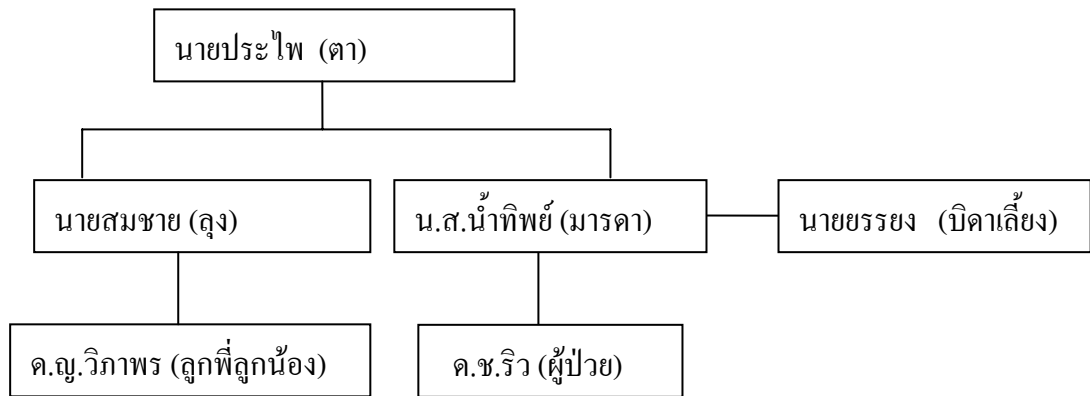 นายประไพ (ตา)
นายสมชาย (ลุง)
น.ส.น้ำทิพย์ (มารดา)
นายยรรยง (บิดาเลี้ยง)
ด.ญ.วิภาพร (ลูกพี่ลูกน้อง)
ด.ช.ริว (ผู้ป่วย)